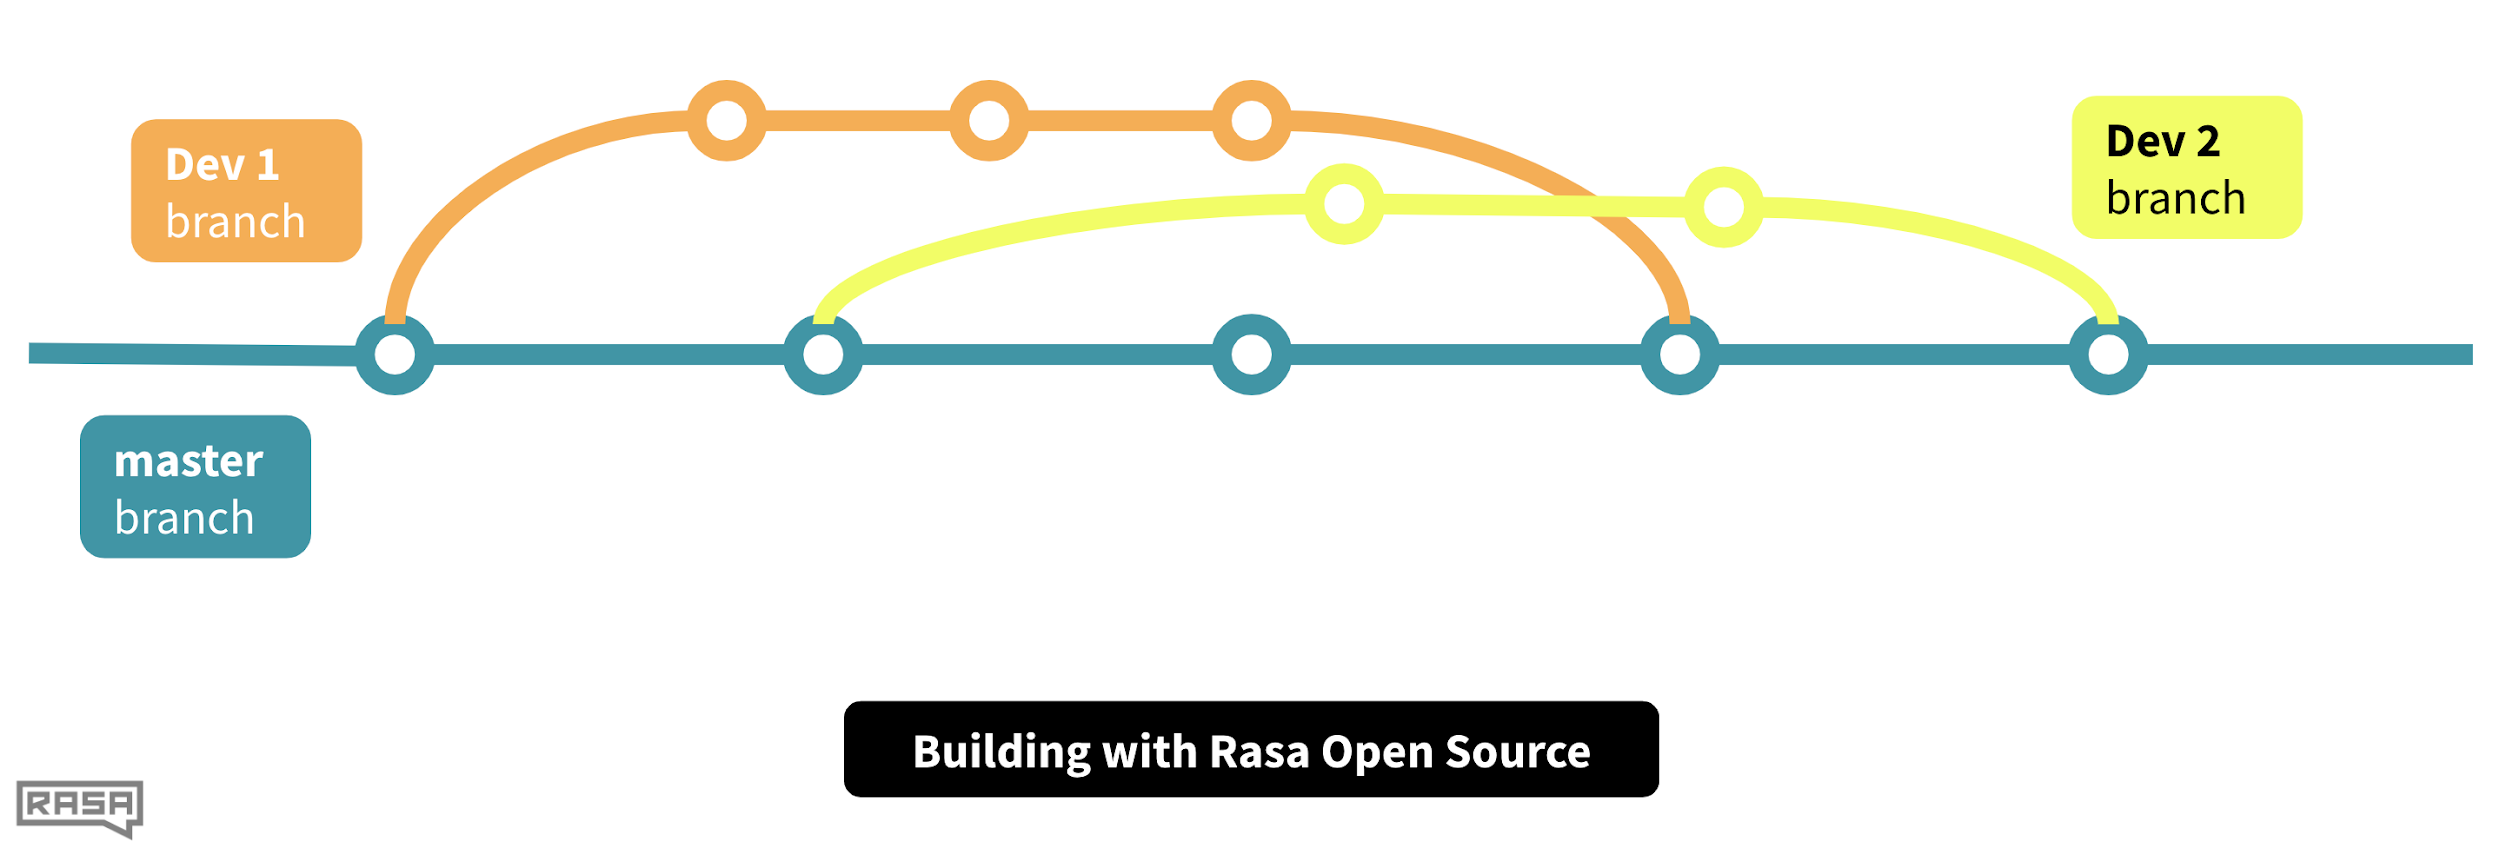 Dev 1
branch
Dev 2
branch
master
branch
Building with Rasa Open Source
RASA